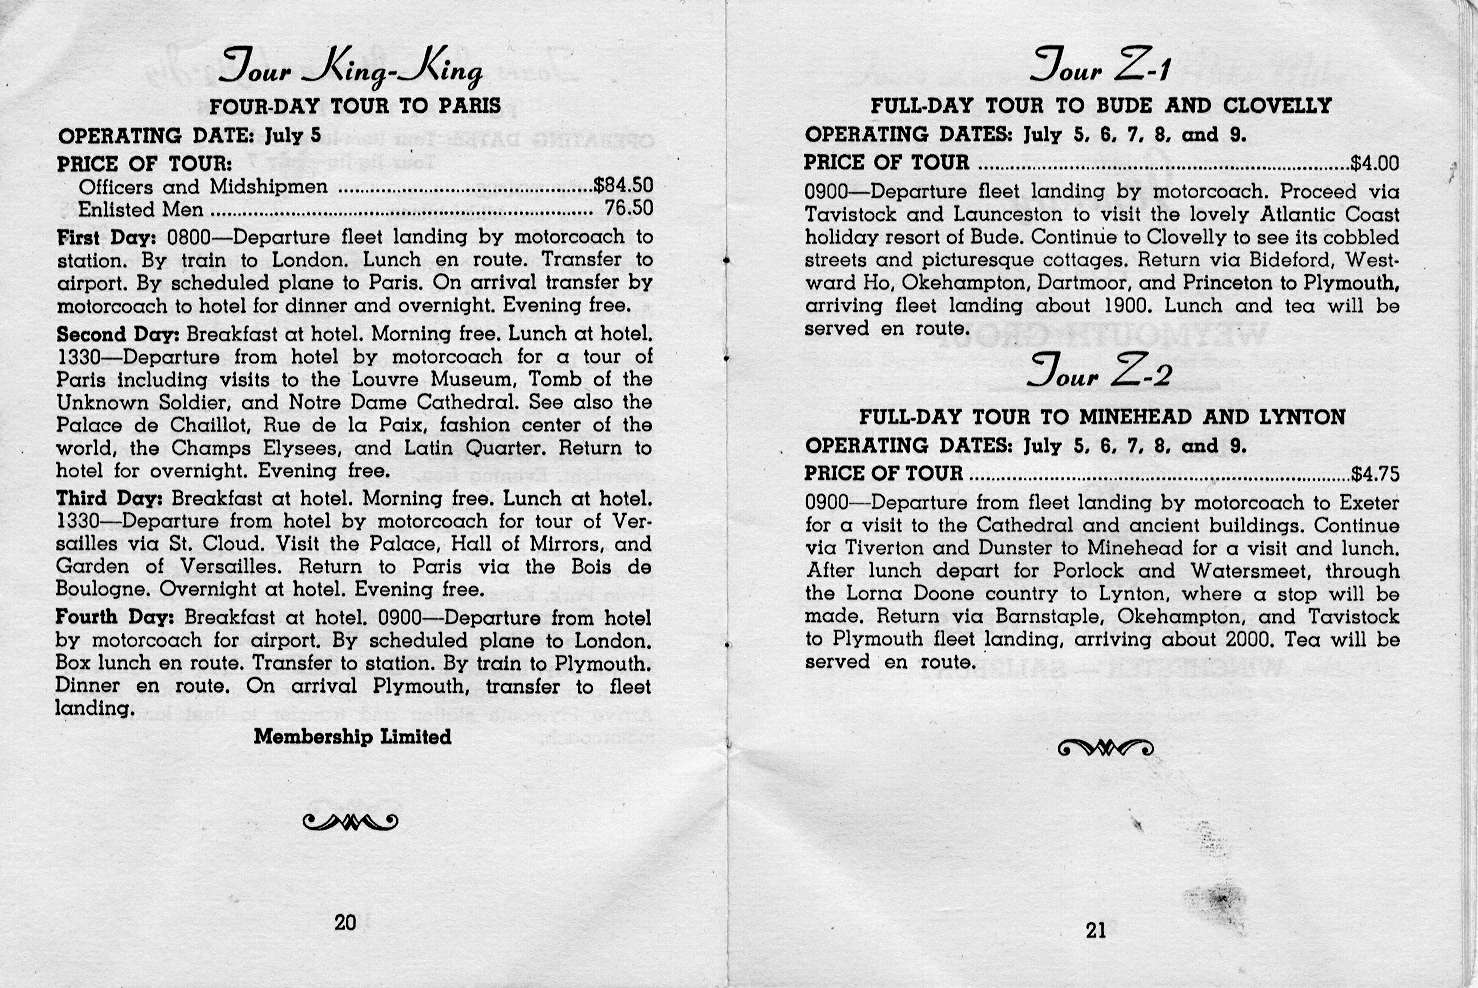 Tour King-King
FOUR-DAY TOUR TO PARIS
OPERATING DATE: July 5
PRICE OF TOUR:
Officers and Midshipmen ................................................$84.50
Enlisted Men ...................................................................... 76.50
First Day: 0800—Departure fleet landing by motorcoach to
station. By train to London. Lunch en route. Transfer to
airport. By scheduled plane to Paris. On arrival transfer by
motorcoach to hotel for dinner and overnight. Evening free.
Second Day: Breakfast at hotel. Morning free. Lunch at hotel.
1330—Departure from hotel by motorcoach for a tour of
Paris including visits to the Louvre Museum, Tomb of the
Unknown Soldier, and Notre Dame Cathedral. See also the
Palace de Chaillot, Rue de la Paix, fashion center of the
world, the Champs Elysees, and Latin Quarter. Return to
hotel for overnight. Evening free.
Third Day: Breakfast at hotel. Morning free. Lunch at hotel.
1330—Departure from hotel by motorcoach for tour of Ver-
sailles via St. Cloud. Visit the Palace, Hall of Mirrors, and
Garden of Versailles. Return to Paris via the Bois de
Boulogne. Overnight at hotel. Evening free.
Fourth Day: Breakfast at hotel. 0900—Departure from hotel
by motorcoach for airport. By scheduled plane to London.
Box lunch en route. Transfer to station. By train to Plymouth.
Dinner en route. On arrival Plymouth, transfer to fleet
landing.
Membership Limited
20
Tour Z-1
FULL-DAY TOUR TO BUDE AND CLOVELLY
OPERATING DATES: July 5, 6, 7, 8, and 9.
PRICE OF TOUR ....................................................................$4.00
0900—Departure fleet landing by motorcoach. Proceed via
Tavistock and Launceston to visit the lovely Atlantic Coast
holiday resort of Bude. Continue to Clovelly to see its cobbled
streets and picturesque cottages. Return via Bideford, West-
ward Ho, Okehampton, Dartmoor, and Princeton to Plymouth,
arriving fleet landing about 1900. Lunch and tea will be
served en route.
Tour Z-2
FULL-DAY TOUR TO MINEHEAD AND LYNTON
OPERATING DATES: July 5, 6, 7, 8, and 9.
PRICE OF TOUR ......................................................................$4.75
0900—Departure from fleet landing by motorcoach to Exeter
for a visit to the Cathedral and ancient buildings. Continue
via Tiverton and Dunster to Minehead for a visit and lunch.
After lunch depart for Porlock and Watersmeet, through
the Lorna Doone country to Lynton, where a stop will be
made. Return via Barnstaple, Okehampton, and Tavistock
to Plymouth fleet landing, arriving about 2000. Tea will be
served en route.
21